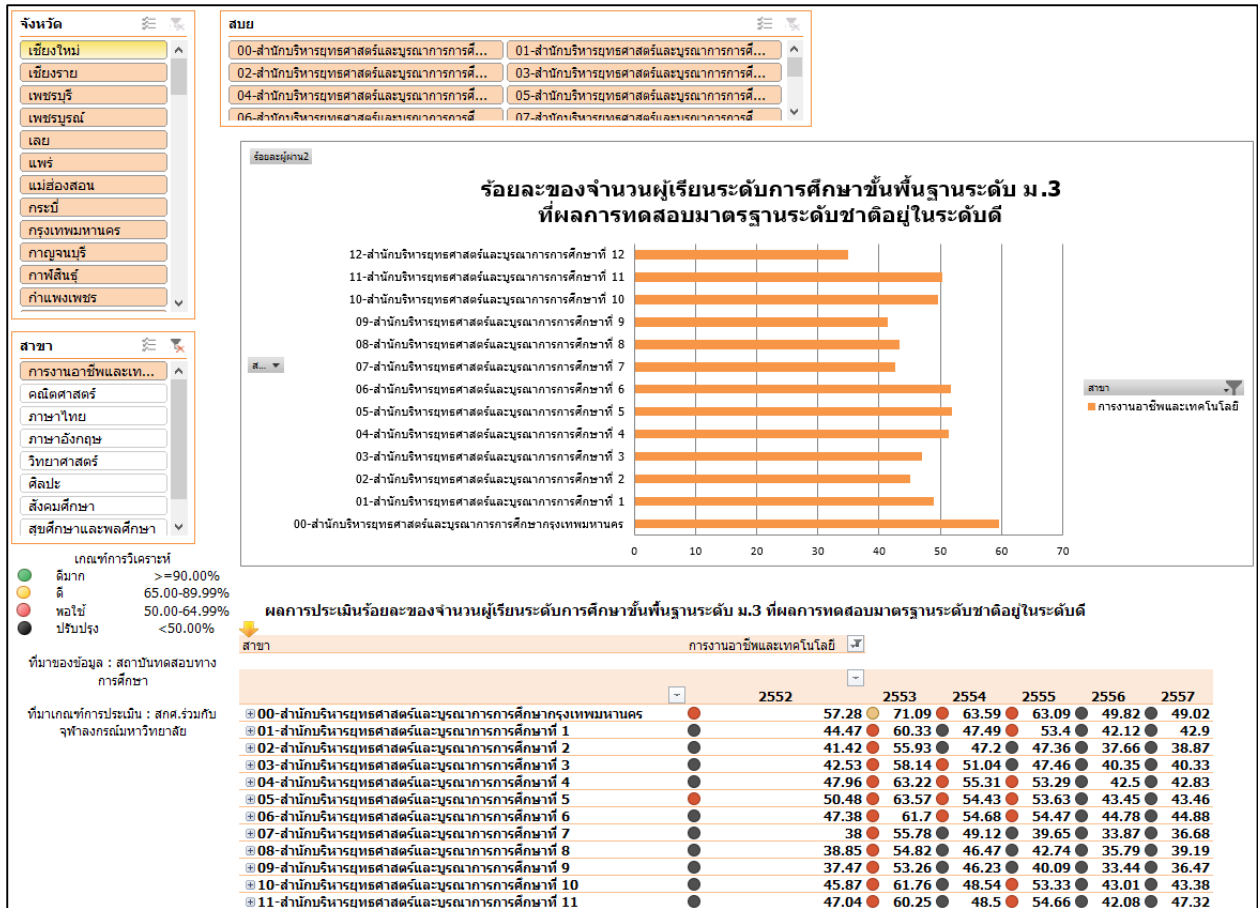 จังหวัด
เชียงใหม่
เชียงราย
เพชรบุรี
เพชรบูรณ์
เลย
แพร่
แม่ฮ่องสอน
กระบี่
กรุงเทพมหานคร
กาญจนบุรี
กาฬสินธุ์
กำแพงเพชร
สบย
00-สำนักบริหารยุทธศาสตร์และบูรณาการการศึ... 01-สำนักบริหารยุทธศาสตร์และบูรณาการการศึ...
02-สำนักบริหารยุทธศาสตร์และบูรณาการการศึ... 03-สำนักบริหารยุทธศาสตร์และบูรณาการการศึ...
04-สำนักบริหารยุทธศาสตร์และบูรณาการการศึ... 05-สำนักบริหารยุทธศาสตร์และบูรณาการการศึ...
06-สำนักบริหารยุทธศาสตร์และบูรณาการการศึ... 07-สำนักบริหารยุทธศาสตร์และบูรณาการการศึ...
สาขา
การงานอาชีพและเท...
คณิตศาสตร์
ภาษาไทย
ภาษาอังกฤษ
วิทยาศาสตร์
ศิลปะ
สังคมศึกษา
สุขศึกษาและพลศึกษา
เกณฑ์การวิเคราะห์
ดีมาก >=90.00%
ดี 65.00-89.99%
พอใช้ 50.00-64.99%
ปรับปรุง <50.00%
ที่มาของข้อมูล : สถาบันทดสอบทาง
การศึกษา
ที่มาเกณฑ์การประเมิน : สกศ.ร่วมกับ
จุฬาลงกรณ์มหาวิทยาลัย
ร้อยละผู้ผ่าน2
ร้อยละของจำนวนผู้เรียนระดับการศึกษาขั้นพื้นฐานระดับ ม.3
ที่ผลการทดสอบมาตรฐานระดับชาติอยู่ในระดับดี
12-สำนักบริหารยุทธศาสตร์และบูรณาการการศึกษาที่ 12
11-สำนักบริหารยุทธศาสตร์และบูรณาการการศึกษาที่ 11
10-สำนักบริหารยุทธศาสตร์และบูรณาการการศึกษาที่ 10
09-สำนักบริหารยุทธศาสตร์และบูรณาการการศึกษาที่ 9
08-สำนักบริหารยุทธศาสตร์และบูรณาการการศึกษาที่ 8
07-สำนักบริหารยุทธศาสตร์และบูรณาการการศึกษาที่ 7
06-สำนักบริหารยุทธศาสตร์และบูรณาการการศึกษาที่ 6
05-สำนักบริหารยุทธศาสตร์และบูรณาการการศึกษาที่ 5
04-สำนักบริหารยุทธศาสตร์และบูรณาการการศึกษาที่ 4
03-สำนักบริหารยุทธศาสตร์และบูรณาการการศึกษาที่ 3
02-สำนักบริหารยุทธศาสตร์และบูรณาการการศึกษาที่ 2
01-สำนักบริหารยุทธศาสตร์และบูรณาการการศึกษาที่ 1
00-สำนักบริหารยุทธศาสตร์และบูรณาการการศึกษากรุงเทพมหานคร
ส...
0 10 20 30 40 50 60 70
สาขา
การงานอาชีพและเทคโนโลยี
ผลการประเมินร้อยละของจำนวนผู้เรียนระดับการศึกษาขั้นพื้นฐานระดับ ม.3 ที่ผลการทดสอบมาตรฐานระดับชาติอยู่ในระดับดี
สาขา การงานอาชีพและเทคโนโลยี
2552 2553 2554 2555 2556 2557
00-สำนักบริหารยุทธศาสตร์และบูรณาการการศึกษากรุงเทพมหานคร 57.28 71.09 63.59 63.09 49.82 49.02
01-สำนักบริหารยุทธศาสตร์และบูรณาการการศึกษาที่ 1 44.47 60.33 47.49 53.4 42.12 42.9
02-สำนักบริหารยุทธศาสตร์และบูรณาการการศึกษาที่ 2 41.42 55.93 47.2 47.36 37.66 38.87
03-สำนักบริหารยุทธศาสตร์และบูรณาการการศึกษาที่ 3 42.53 58.14 51.04 47.46 40.35 40.33
04-สำนักบริหารยุทธศาสตร์และบูรณาการการศึกษาที่ 4 47.96 63.22 55.31 53.29 42.5 42.83
05-สำนักบริหารยุทธศาสตร์และบูรณาการการศึกษาที่ 5 50.48 63.57 54.43 53.63 43.45 43.46
06-สำนักบริหารยุทธศาสตร์และบูรณาการการศึกษาที่ 6 47.38 61.7 54.68 54.47 44.78 44.88
07-สำนักบริหารยุทธศาสตร์และบูรณาการการศึกษาที่ 7 38 55.78 49.12 39.65 33.87 36.68
08-สำนักบริหารยุทธศาสตร์และบูรณาการการศึกษาที่ 8 38.85 54.82 46.47 42.74 35.79 39.19
09-สำนักบริหารยุทธศาสตร์และบูรณาการการศึกษาที่ 9 37.47 53.26 46.23 40.09 33.44 36.47
10-สำนักบริหารยุทธศาสตร์และบูรณาการการศึกษาที่ 10 45.87 61.76 48.54 53.33 43.01 43.38
11-สำนักบริหารยุทธศาสตร์และบูรณาการการศึกษาที่ 11 47.04 60.25 48.5 54.66 42.08 47.32